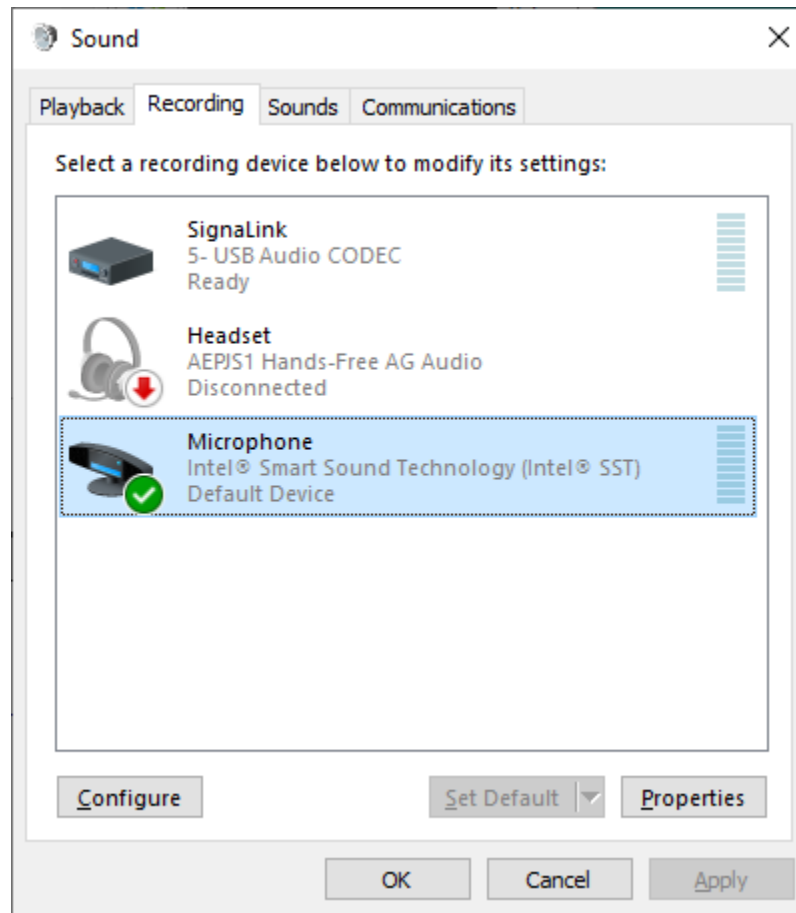 Sound
Playback Recording Sounds Communications
Select a recording device below to modify its settings:
SignaLink
5- USB Audio CODEC
Ready
Headset
AEPJS1 Hands-Free AG Audio
Disconnected
Microphone
Intel® Smart Sound Technology (Intel® SST)
Default Device
Configure Set Default Properties
OK Cancel Apply